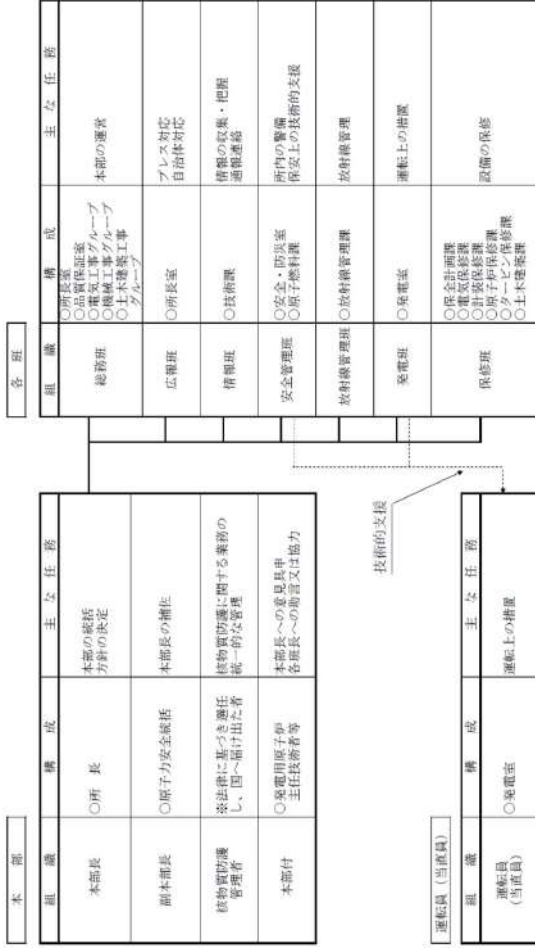 本 部
組 織 構 成 主 な 任 務
本部長 ○所 長 本部の統括
方針の決定
副本部長 ○原子力安全統括 本部長の補佐
核物質防護
管理者
※法律に基づき選任
し、国へ届け出た者
核物質防護に関する業務の
統一的な管理
本部付
○発電用原子炉
主任技術者等
本部長への意見具申
各班長への助言又は協力
各 班
組 織 構 成 主 な 任 務
総務班
○所長室
○品質保証室
○電気工事グループ
○機械工事グループ
○土木建築工事
グループ
本部の運営
広報班 ○所長室
プレス対応
自治体対応
情報班 ○技術課
情報の収集・把握
通報連絡
安全管理班
○安全・防災室
○原子燃料課
所内の警備
保安上の技術的支援
放射線管理班 ○放射線管理課 放射線管理
発電班 ○発電室 運転上の措置
保修班
○保全計画課
○電気保修課
○計装保修課
○原子炉保修課
○タービン保修課
○土木建築課
設備の保修
技術的支援
運転員(当直員)
組 織 構 成 主 な 任 務
運転員
(当直員)
○発電室 運転上の措置